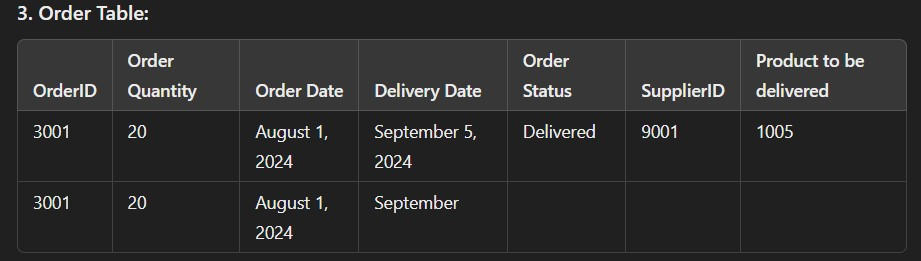 3. Order Table:
OrderID
Order Quantity
Order Date
Delivery Date
Order Status
SupplierID
Product to be delivered
3001
20
August 1, 2024
September 5, 2024
Delivered
9001
1005
3001
20
August 1, 2024
September